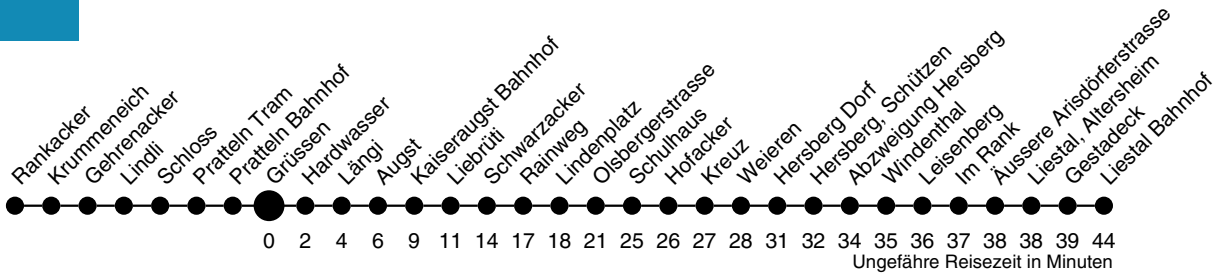 Rankacker
Krummeneich
Gehrenacker
Lindli
Schloss
Pratteln Tram
Pratteln Bahnhof
Grüssen
Hardwasser
Längi
Augst
Kaiseraugst Bahnhof
Liebrüti
Schwarzacker
Rainweg
Lindenplatz
Olsbergerstrasse
Schulhaus
Hofacker
Kreuz
Weieren
Hersberg Dorf
Hersberg, Schützen
Abzweigung Hersberg
Windenthal
Leisenberg
Im Rank
Äussere Arisdörferstrasse
Liestal, Altersheim
Gestadeck
Liestal Bahnhof
0 2 4 6 9 11 14 17 18 21 25 26 27 28 31 32 34 35 36 37 38 38 39 44
Ungefähre Reisezeit in Minuten